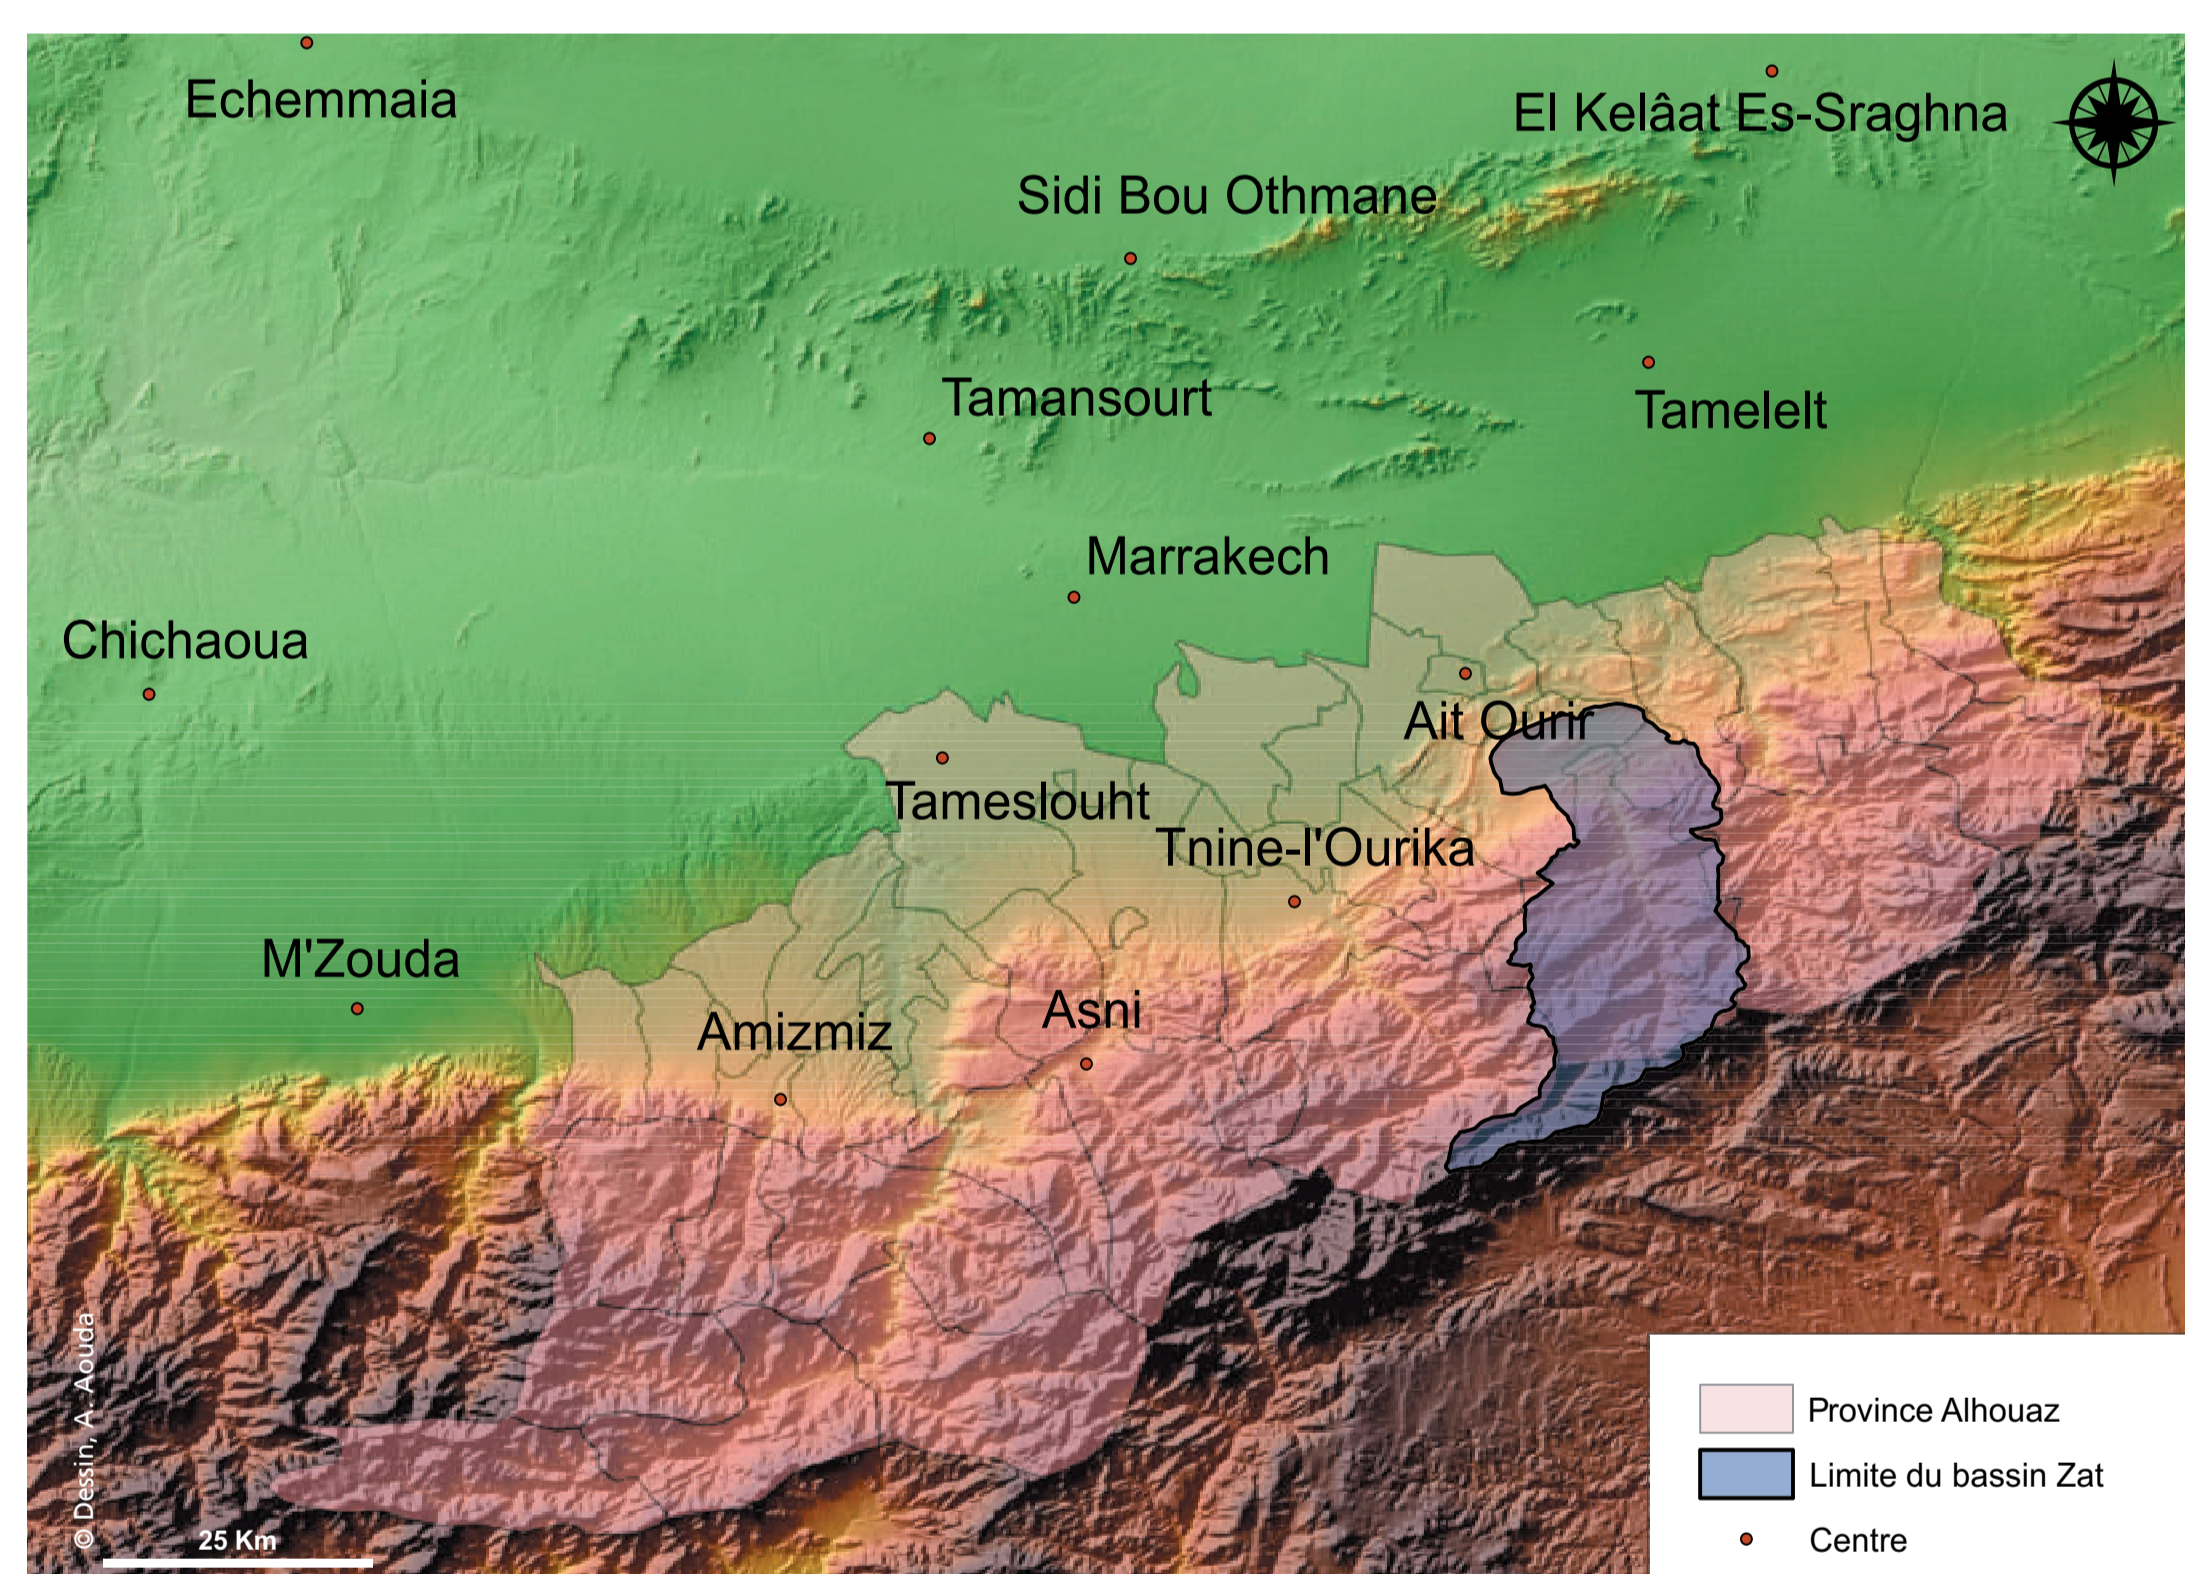 Echemmaia
El Kelâat Es-Sraghna
Sidi Bou Othmane
Tamansourt
Tamelelt
Marrakech
Chichaoua
Ait Ourir
Tameslouht
Tnine-l'Ourika
M'Zouda
Asni
Amizmiz
© Dessin, A. Aouda
25 Km
Province Alhouaz
Limite du bassin Zat
Centre